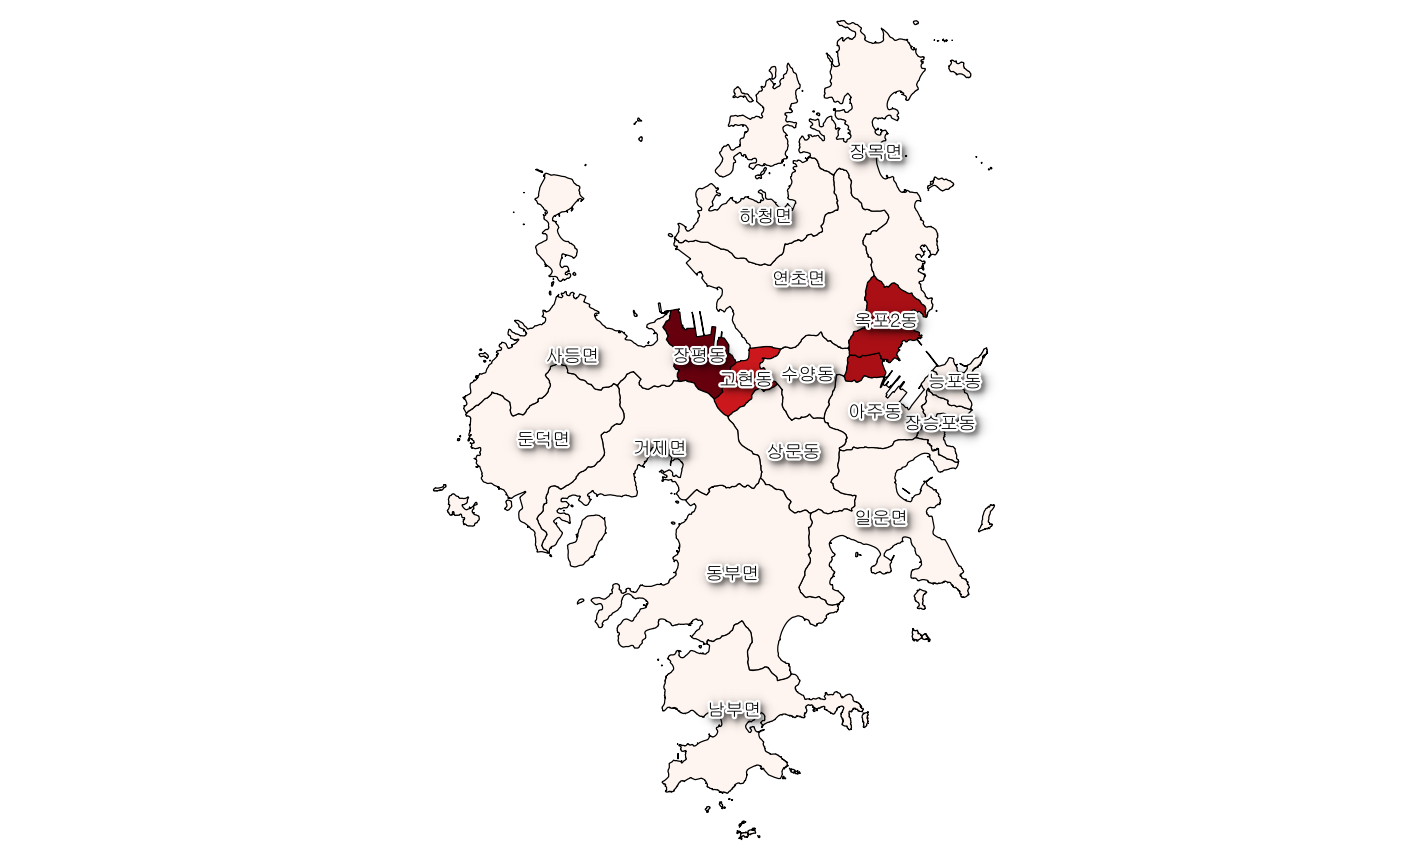 장목면
하청면
연초면
옥포2동
사등면
장평동
고현동
수양동
능포동
아주동
장승포동
둔덕면
거제면
상문동
일운면
동부면
남부면